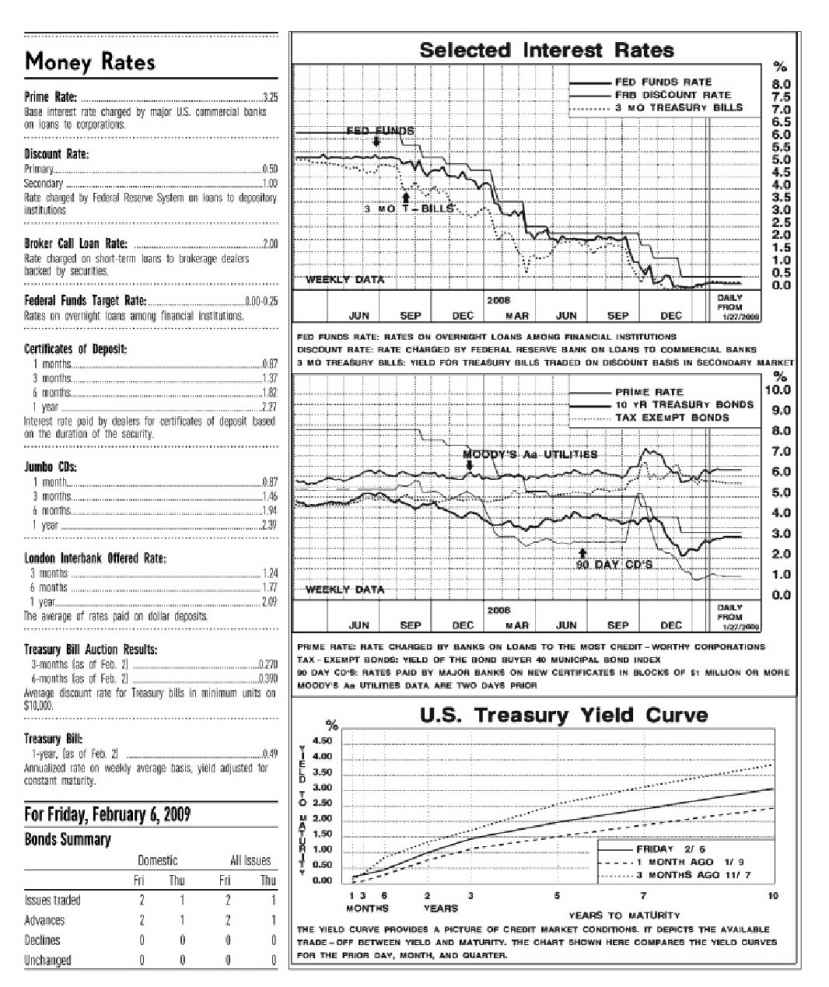 Money Rates
Prime Rate: 3.25
Base interest rate charged by major U.S. commercial banks
on loans to corporations.
Discount Rate:
Primary 0.50
Secondary 1.00
Rate charged by Federal Reserve System on loans to depository
institutions
Broker Call Loan Rate: 2.00
Rate charged on short-term loans to brokerage dealers
backed by securities.
Federal Funds Target Rate: 0.00-0.25
Rates on overnight loans among financial institutions.
Certificates of Deposit:
1 months 0.87
3 months 1.37
6 months 1.82
1 year 2.27
Interest rate paid by dealers for certificates of deposit based
on the duration of the security.
Jumbo CDs:
1 month 0.87
3 months 1.46
6 months 1.94
1 year 2.39
London Interbank Offered Rate:
3 months 1.24
6 months 1.77
1 year 2.09
The average of rates paid on dollar deposits.
Treasury Bill Auction Results:
3-months (as of Feb. 2) 0.270
6-months (as of Feb. 2) 0.390
Average discount rate for Treasury bills in minimum units on
$10,000.
Treasury Bill:
1-year, (as of Feb. 2) 0.49
Annualized rate on weekly average basis, yield adjusted for
constant maturity.
For Friday, February 6, 2009
Bonds Summary
Domestic All Issues
Fri Thu Fri Thu
Issues traded 2 1 2 1
Advances 2 1 2 1
Declines 0 0 0 0
Unchanged 0 0 0 0
Selected Interest Rates
%
FED FUNDS RATE
FRB DISCOUNT RATE
3 MO TREASURY BILLS
8.0
7.5
7.0
6.5
6.0
5.5
5.0
4.5
4.0
3.5
3.0
2.5
2.0
1.5
1.0
0.5
0.0
FED FUNDS
3 MO T-BILLS
WEEKLY DATA
2008
JUN SEP DEC MAR JUN SEP DEC
DAILY
FROM
1/27/2009
FED FUNDS RATE: RATES ON OVERNIGHT LOANS AMONG FINANCIAL INSTITUTIONS
DISCOUNT RATE: RATE CHARGED BY FEDERAL RESERVE BANK ON LOANS TO COMMERCIAL BANKS
3 MO TREASURY BILLS: YIELD FOR TREASURY BILLS TRADED ON DISCOUNT BASIS IN SECONDARY MARKET
%
PRIME RATE
10 YR TREASURY BONDS
TAX EXEMPT BONDS
10.0
9.0
8.0
7.0
6.0
5.0
4.0
3.0
2.0
1.0
0.0
MOODY'S Aa UTILITIES
90 DAY CD'S
WEEKLY DATA
2008
JUN SEP DEC MAR JUN SEP DEC
DAILY
FROM
1/27/2009
PRIME RATE: RATE CHARGED BY BANKS ON LOANS TO THE MOST CREDIT-WORTHY CORPORATIONS
TAX-EXEMPT BONDS: YIELD OF THE BOND BUYER 40 MUNICIPAL BOND INDEX
90 DAY CD'S: RATES PAID BY MAJOR BANKS ON NEW CERTIFICATES IN BLOCKS OF $1 MILLION OR MORE
MOODY'S Aa UTILITIES DATA ARE TWO DAYS PRIOR
U.S. Treasury Yield Curve
%
YIELD TO MATURITY
4.50
4.00
3.50
3.00
2.50
2.00
1.50
1.00
0.50
0.00
FRIDAY 2/ 6
1 MONTH AGO 1/ 9
3 MONTHS AGO 11/ 7
1 3 6 2 3 5 7 10
MONTHS YEARS
YEARS TO MATURITY
THE YIELD CURVE PROVIDES A PICTURE OF CREDIT MARKET CONDITIONS. IT DEPICTS THE AVAILABLE
TRADE-OFF BETWEEN YIELD AND MATURITY. THE CHART SHOWN HERE COMPARES THE YIELD CURVES
FOR THE PRIOR DAY, MONTH, AND QUARTER.